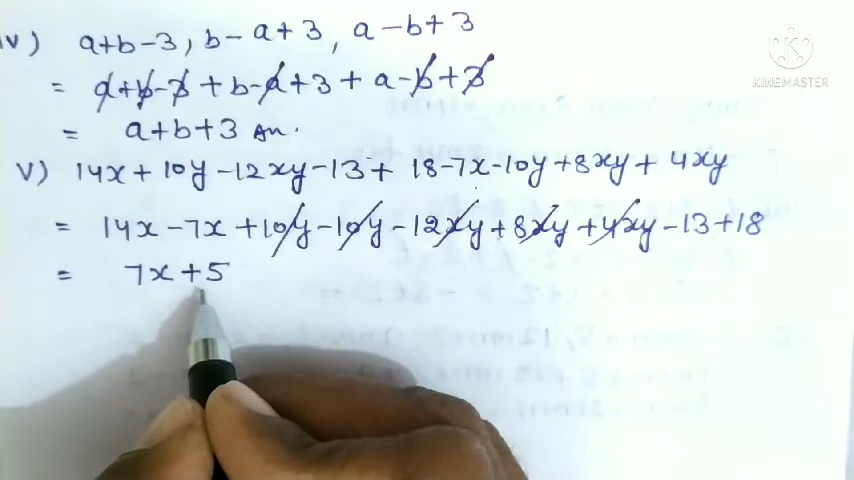 iv) a+b-3, b-a+3, a-b+3
= a+b-3+b-a+3+a-b+3
= a+b+3 An.
v) 14x+10y-12xy-13+18-7x-10y+8xy+4xy
= 14x-7x+10y-10y-12xy+8xy+4xy-13+18
= 7x+5
KINEMASTER